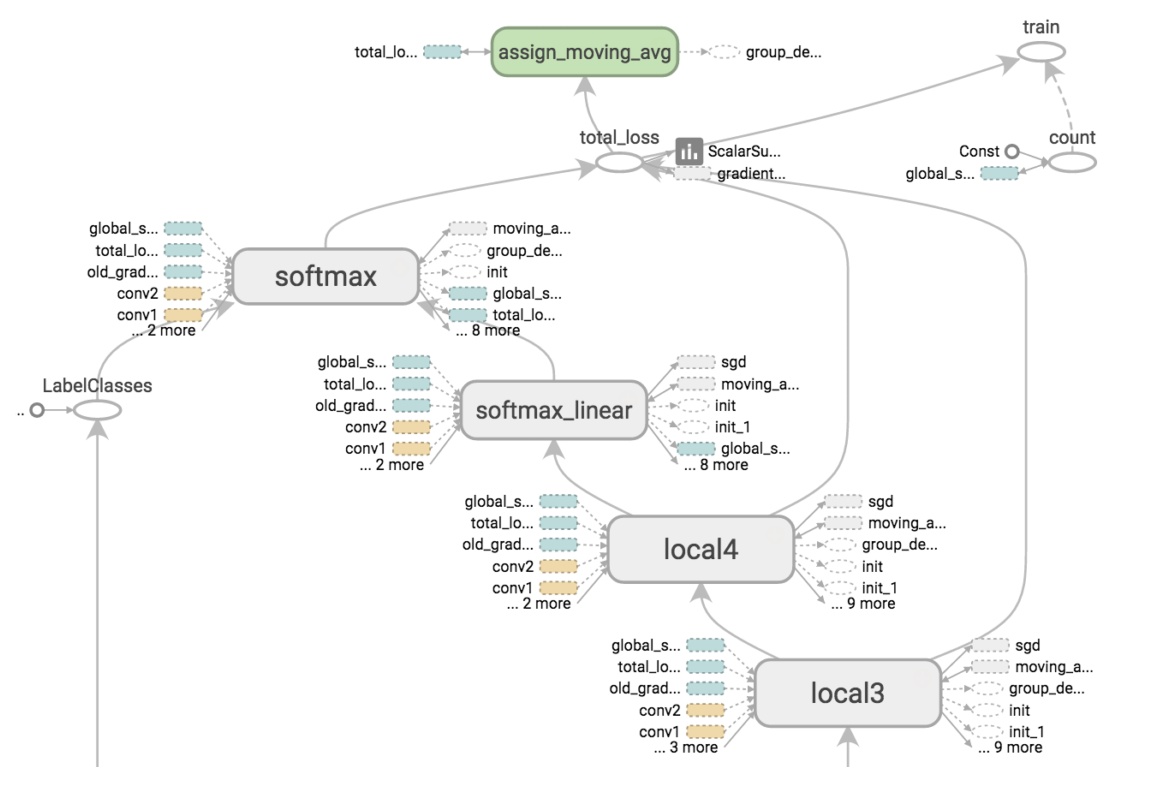 train
total_lo...
assign_moving_avg
group_de...
total_loss
ScalarSu...
gradient...
Const
count
global_s...
global_s...
total_lo...
old_grad...
conv2
conv1
... 2 more
softmax
moving_a...
group_de...
init
global_s...
total_lo...
... 8 more
LabelClasses
..
global_s...
total_lo...
old_grad...
conv2
conv1
... 2 more
softmax_linear
sgd
moving_a...
init
init_1
global_s...
... 8 more
global_s...
total_lo...
old_grad...
conv2
conv1
... 2 more
local4
sgd
moving_a...
group_de...
init
init_1
... 9 more
global_s...
total_lo...
old_grad...
conv2
conv1
... 3 more
local3
sgd
moving_a...
group_de...
init
init_1
... 9 more